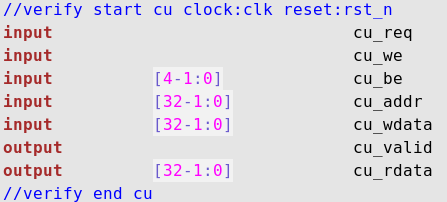 //verify start cu clock:clk reset:rst_n
input cu_req
input cu_we
input [4-1:0] cu_be
input [32-1:0] cu_addr
input [32-1:0] cu_wdata
output cu_valid
output [32-1:0] cu_rdata
//verify end cu